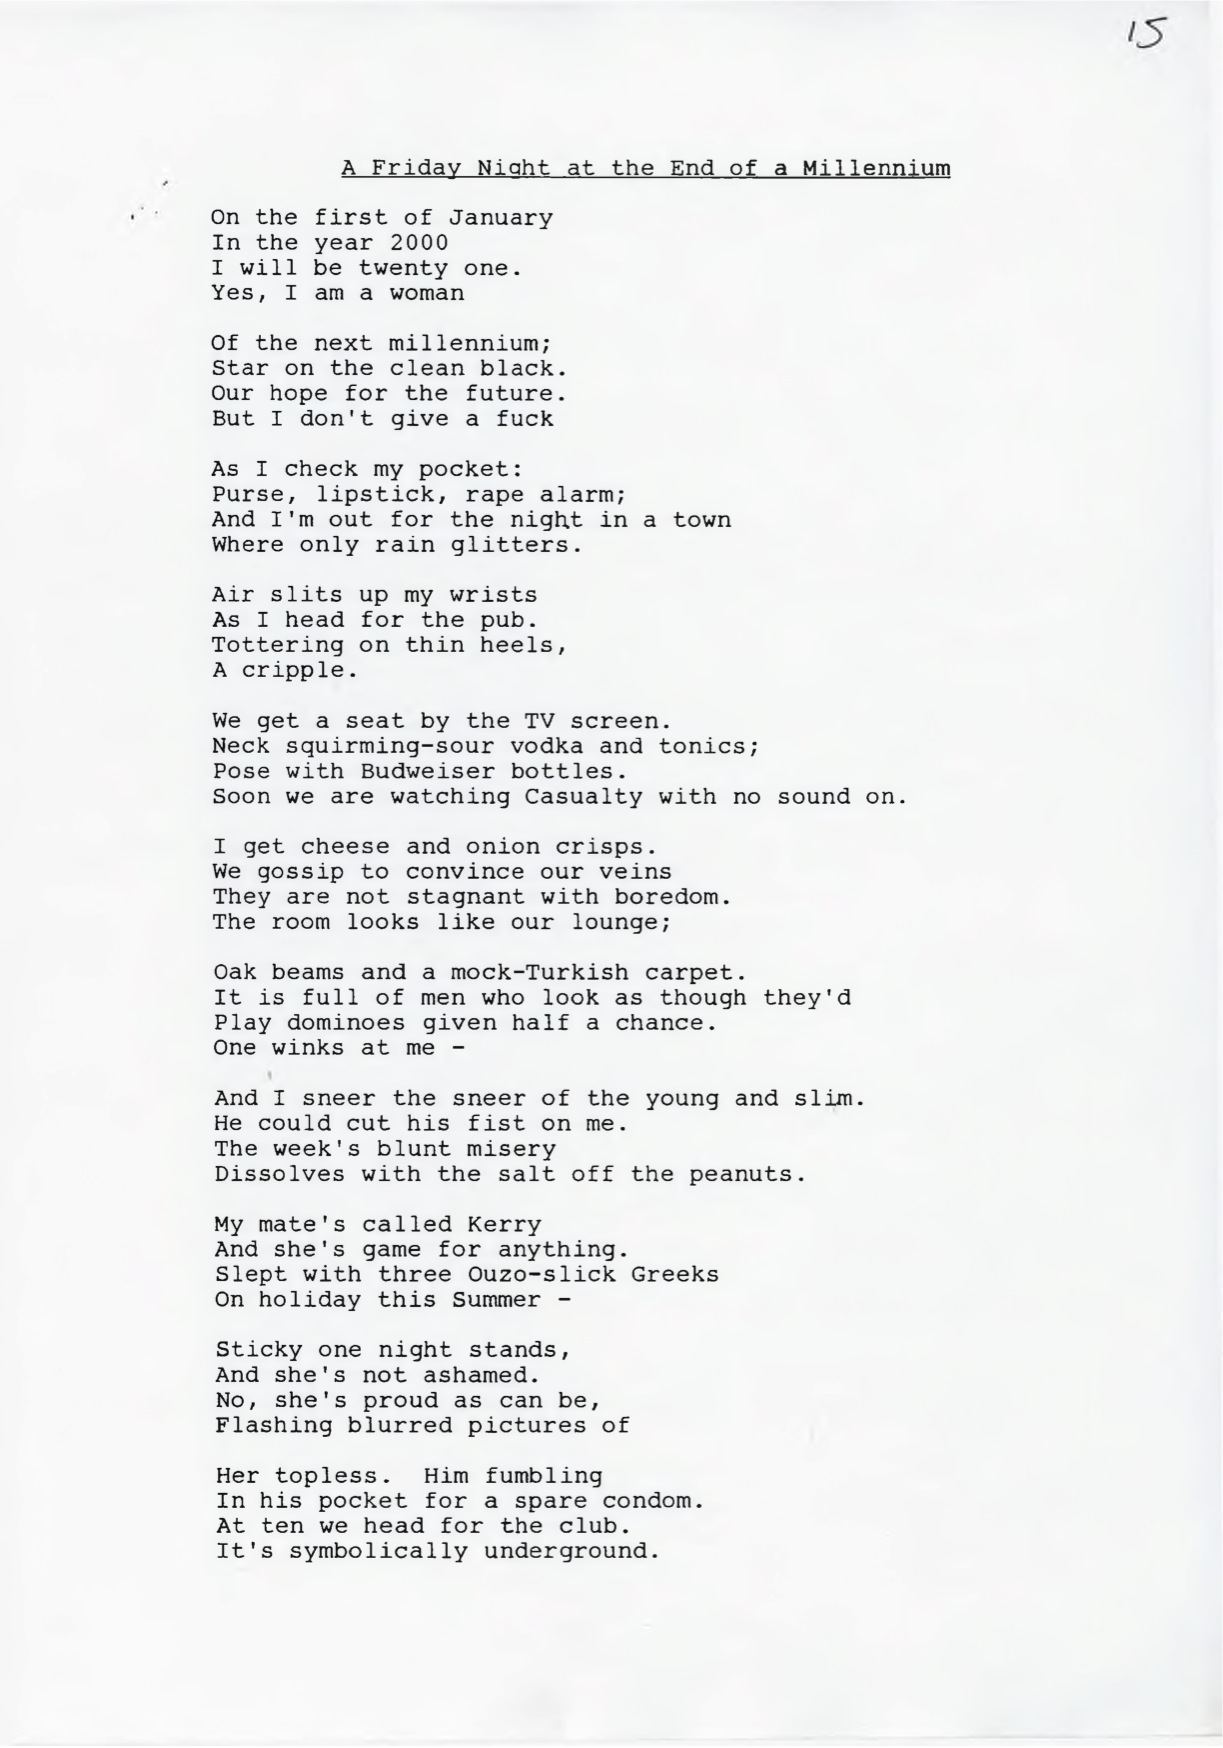 15
A Friday Night at the End of a Millennium
On the first of January
In the year 2000
I will be twenty one.
Yes, I am a woman
Of the next millennium;
Star on the clean black.
Our hope for the future.
But I don't give a fuck
As I check my pocket:
Purse, lipstick, rape alarm;
And I'm out for the night in a town
Where only rain glitters.
Air slits up my wrists
As I head for the pub.
Tottering on thin heels,
A cripple.
We get a seat by the TV screen.
Neck squirming-sour vodka and tonics;
Pose with Budweiser bottles.
Soon we are watching Casualty with no sound on.
I get cheese and onion crisps.
We gossip to convince our veins
They are not stagnant with boredom.
The room looks like our lounge;
Oak beams and a mock-Turkish carpet.
It is full of men who look as though they'd
Play dominoes given half a chance.
One winks at me -
And I sneer the sneer of the young and slim.
He could cut his fist on me.
The week's blunt misery
Dissolves with the salt off the peanuts.
My mate's called Kerry
And she's game for anything.
Slept with three Ouzo-slick Greeks
On holiday this Summer -
Sticky one night stands,
And she's not ashamed.
No, she's proud as can be,
Flashing blurred pictures of
Her topless.  Him fumbling
In his pocket for a spare condom.
At ten we head for the club.
It's symbolically underground.